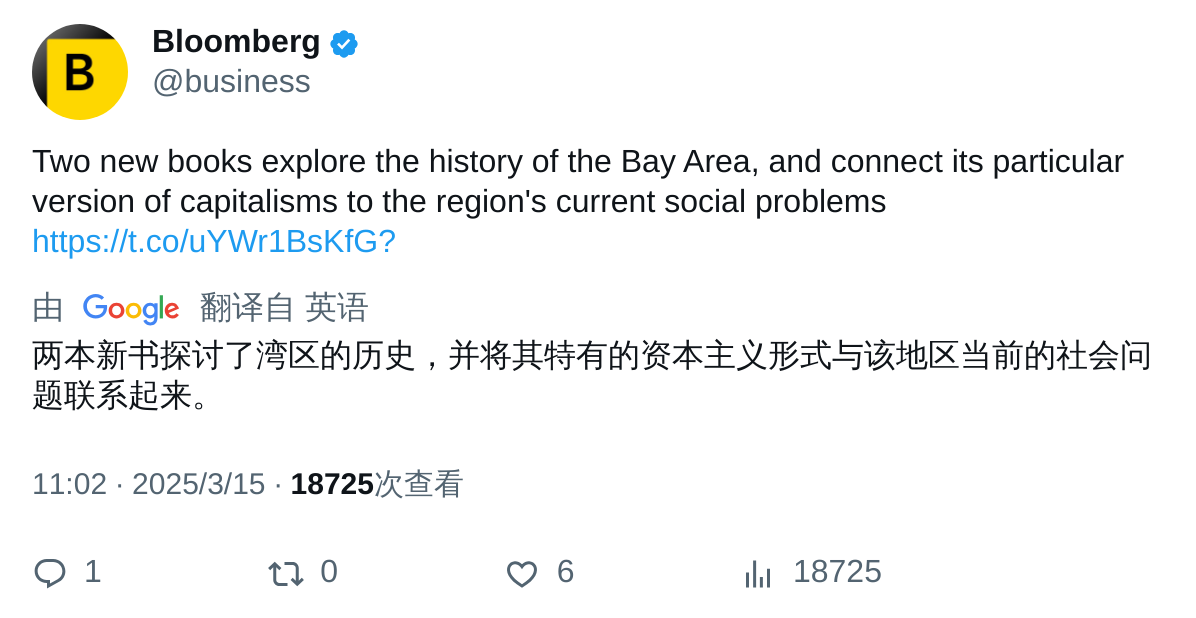 B
Bloomberg
@business
Two new books explore the history of the Bay Area, and connect its particular
version of capitalisms to the region's current social problems
https://t.co/uYWr1BsKfG?
由 Google 翻译自 英语
两本新书探讨了湾区的历史，并将其特有的资本主义形式与该地区当前的社会问
题联系起来。
11:02 · 2025/3/15 · 18725次查看
1 0 6 18725